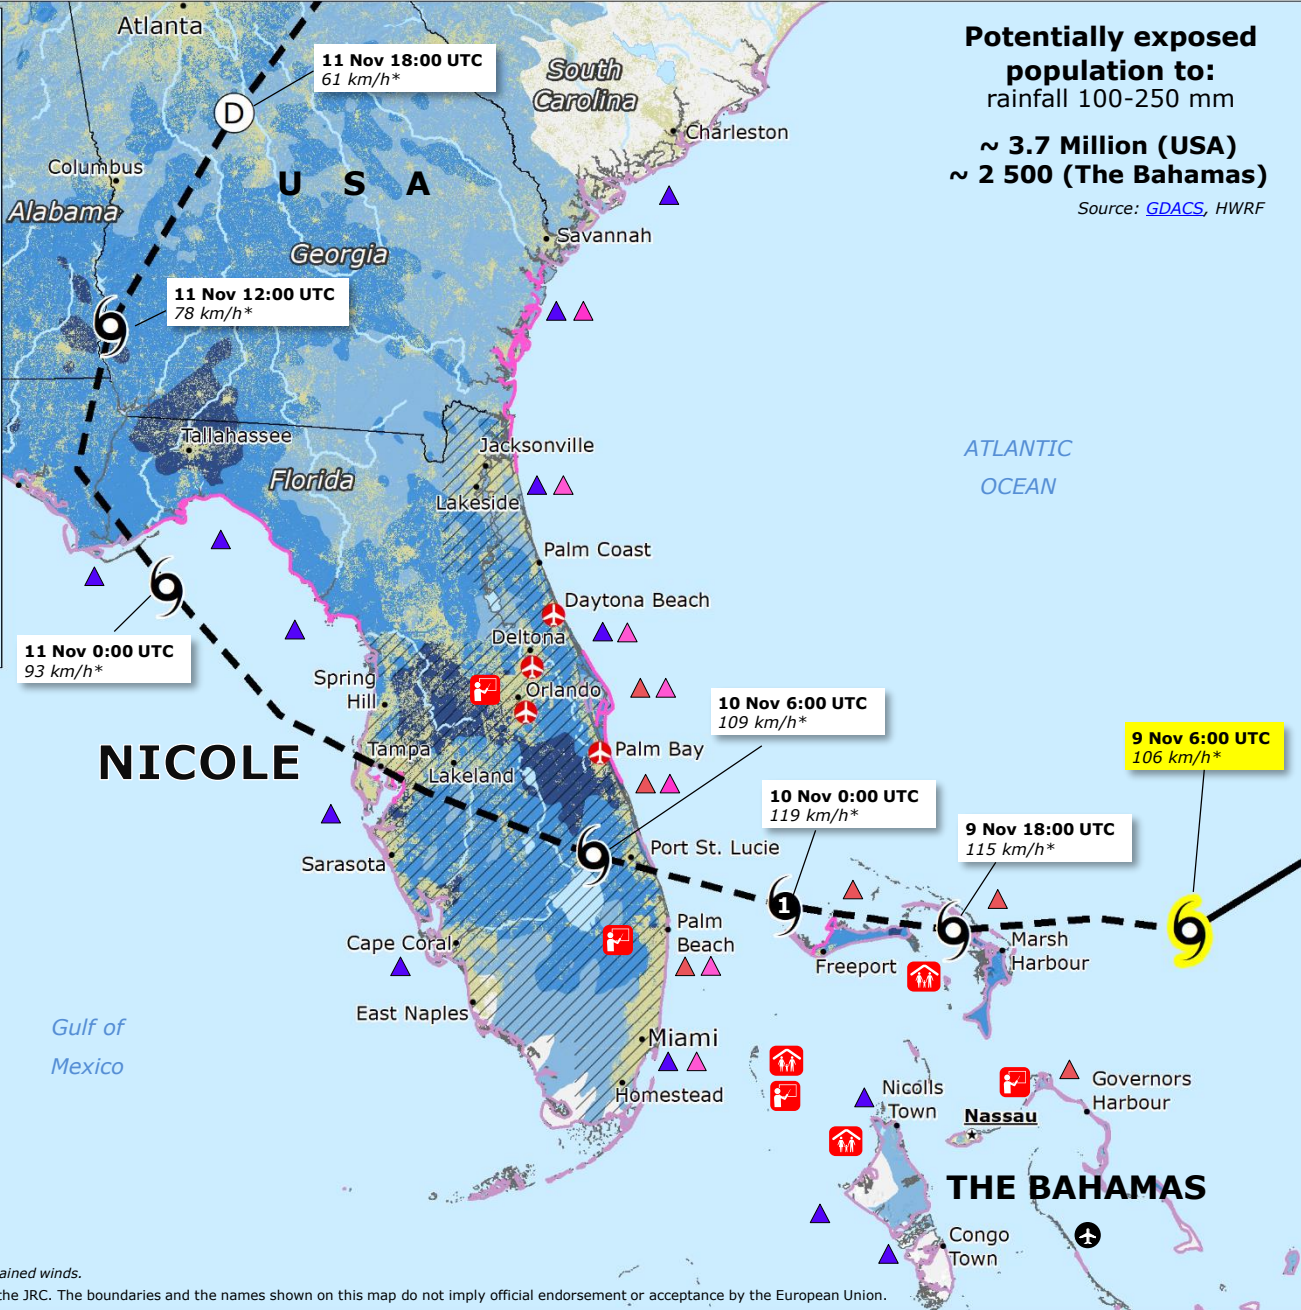 Atlanta
11 Nov 18:00 UTC
61 km/h*
South
Carolina
Potentially exposed
population to:
rainfall 100-250 mm
~ 3.7 Million (USA)
~ 2 500 (The Bahamas)
Source: GDACS, HWRF
D
Charleston
Columbus
U S A
Alabama
Savannah
Georgia
11 Nov 12:00 UTC
78 km/h*
Tallahassee
Jacksonville
ATLANTIC
OCEAN
Florida
Lakeside
Palm Coast
Daytona Beach
Deltona
11 Nov 0:00 UTC
93 km/h*
Spring
Hill
Orlando
10 Nov 6:00 UTC
109 km/h*
NICOLE
Tampa
Palm Bay
Lakeland
9 Nov 6:00 UTC
106 km/h*
10 Nov 0:00 UTC
119 km/h*
9 Nov 18:00 UTC
115 km/h*
Port St. Lucie
Sarasota
1
Palm
Beach
Cape Coral
Marsh
Harbour
Freeport
East Naples
Gulf of
Mexico
Miami
Homestead
Nicolls
Town
Governors
Harbour
Nassau
THE BAHAMAS
Congo
Town
ained winds.
the JRC. The boundaries and the names shown on this map do not imply official endorsement or acceptance by the European Union.